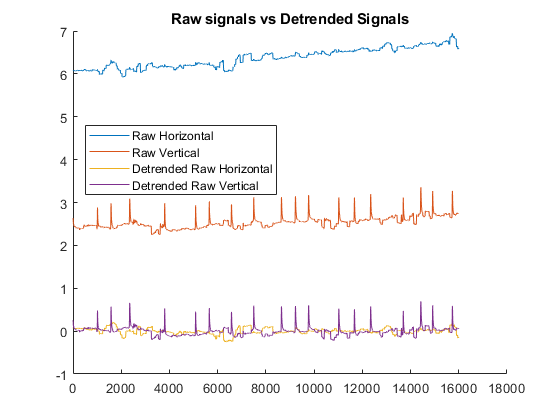 Raw signals vs Detrended Signals
7
6
5
4
3
2
1
0
-1
Raw Horizontal
Raw Vertical
Detrended Raw Horizontal
Detrended Raw Vertical
0 2000 4000 6000 8000 10000 12000 14000 16000 18000